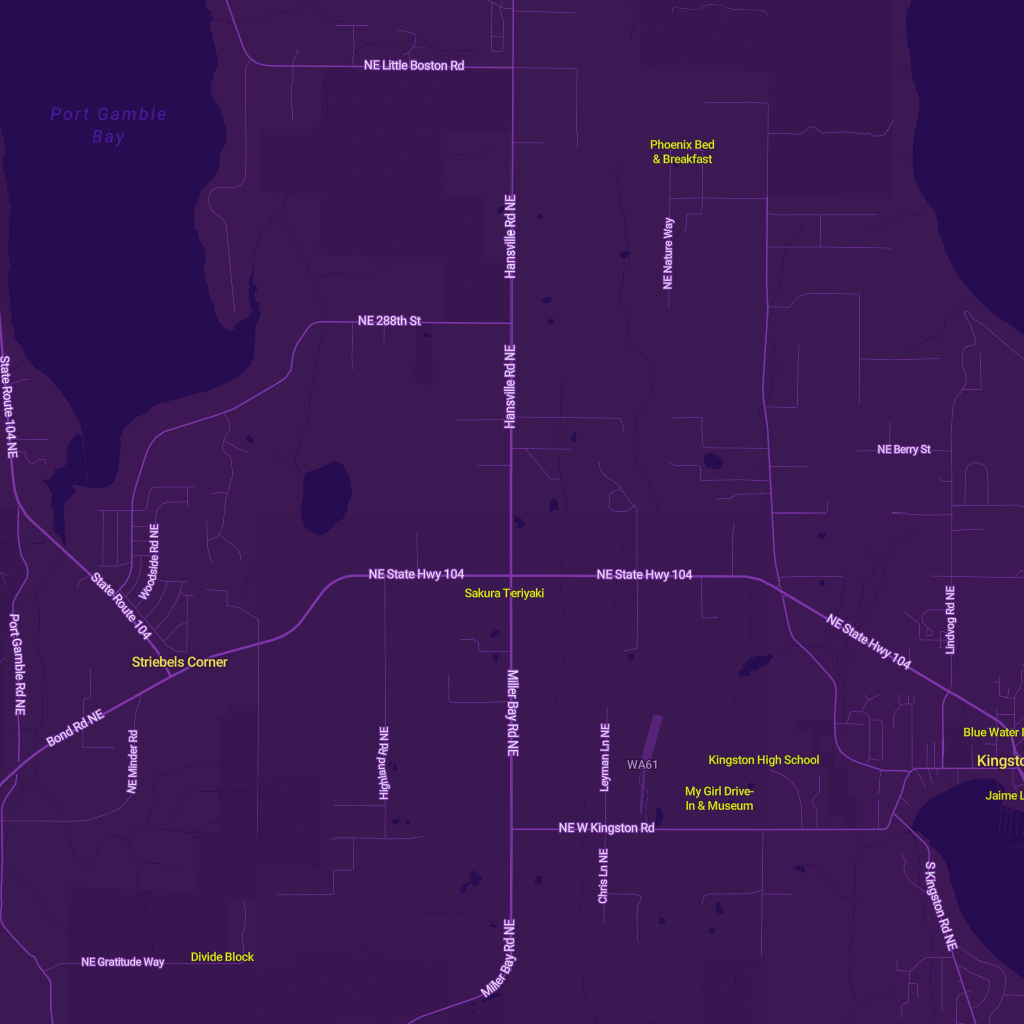 NE Little Boston Rd
Port Gamble
Bay
Phoenix Bed
& Breakfast
Hansville Rd NE
NE Nature Way
NE 288th St
State Route 104 NE
Hansville Rd NE
NE Berry St
Woodside Rd NE
NE State Hwy 104
NE State Hwy 104
State Route 104
Sakura Teriyaki
Lindvog Rd NE
NE State Hwy 104
Port Gamble Rd NE
Striebels Corner
Bond Rd NE
Miller Bay Rd NE
NE Minder Rd
Highland Rd NE
Leyman Ln NE
WA61
Kingston High School
Blue Water
Kingsto
My Girl Drive-
In & Museum
Jaime L
NE W Kingston Rd
Chris Ln NE
S Kingston Rd NE
Divide Block
NE Gratitude Way
Miller Bay Rd NE